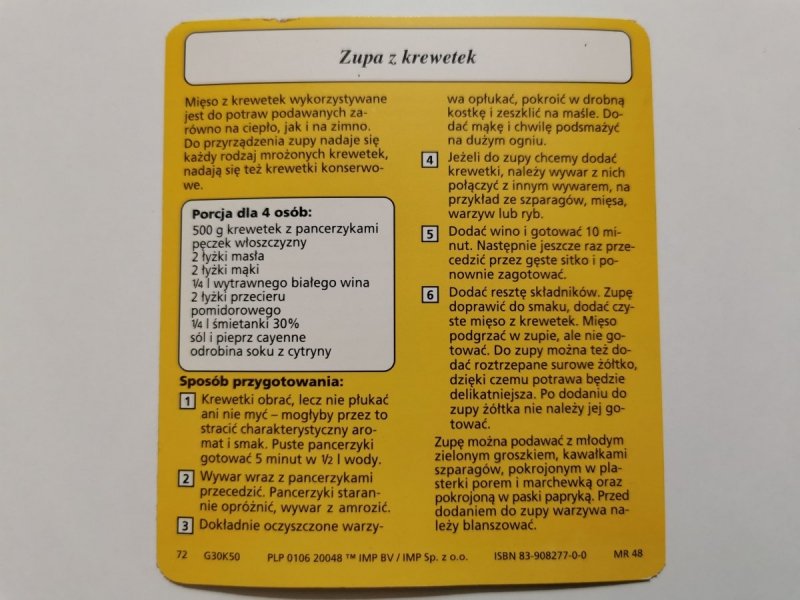 Zupa z krewetek
Mięso z krewetek wykorzystywane
jest do potraw podawanych za-
równo na ciepło, jak i na zimno.
Do przyrządzenia zupy nadaje się
każdy rodzaj mrożonych krewetek,
nadają się też krewetki konserwo-
we.
Porcja dla 4 osób:
500 g krewetek z pancerzykami
pęczek włoszczyzny
2 łyżki masła
2 łyżki mąki
¼ l wytrawnego białego wina
2 łyżki przecieru
pomidorowego
¼ l śmietanki 30%
sól i pieprz cayenne
odrobina soku z cytryny
Sposób przygotowania:
1 Krewetki obrać, lecz nie płukać
ani nie myć – mogłyby przez to
stracić charakterystyczny aro-
mat i smak. Puste pancerzyki
gotować 5 minut w ½ l wody.
2 Wywar wraz z pancerzykami
przecedzić. Pancerzyki staran-
nie opróżnić, wywar z amrozić.
3 Dokładnie oczyszczone warzy-
wa opłukać, pokroić w drobną
kostkę i zeszklić na maśle. Do-
dać mąkę i chwilę podsmażyć
na dużym ogniu.
4 Jeżeli do zupy chcemy dodać
krewetki, należy wywar z nich
połączyć z innym wywarem, na
przykład ze szparagów, mięsa,
warzyw lub ryb.
5 Dodać wino i gotować 10 mi-
nut. Następnie jeszcze raz prze-
cedzić przez gęste sitko i po-
nownie zagotować.
6 Dodać resztę składników. Zupę
doprawić do smaku, dodać czy-
ste mięso z krewetek. Mięso
podgrzać w zupie, ale nie go-
tować. Do zupy można też do-
dać roztrzepane surowe żółtko,
dzięki czemu potrawa będzie
delikatniejsza. Po dodaniu do
zupy żółtka nie należy jej go-
tować.
Zupę można podawać z młodym
zielonym groszkiem, kawałkami
szparagów, pokrojonym w pla-
sterki porem i marchewką oraz
pokrojoną w paski papryką. Przed
dodaniem do zupy warzywa na-
leży blanszować.
72 G30K50 PLP 0106 20048 ™ IMP BV / IMP Sp. z o.o. ISBN 83-908277-0-0 MR 48